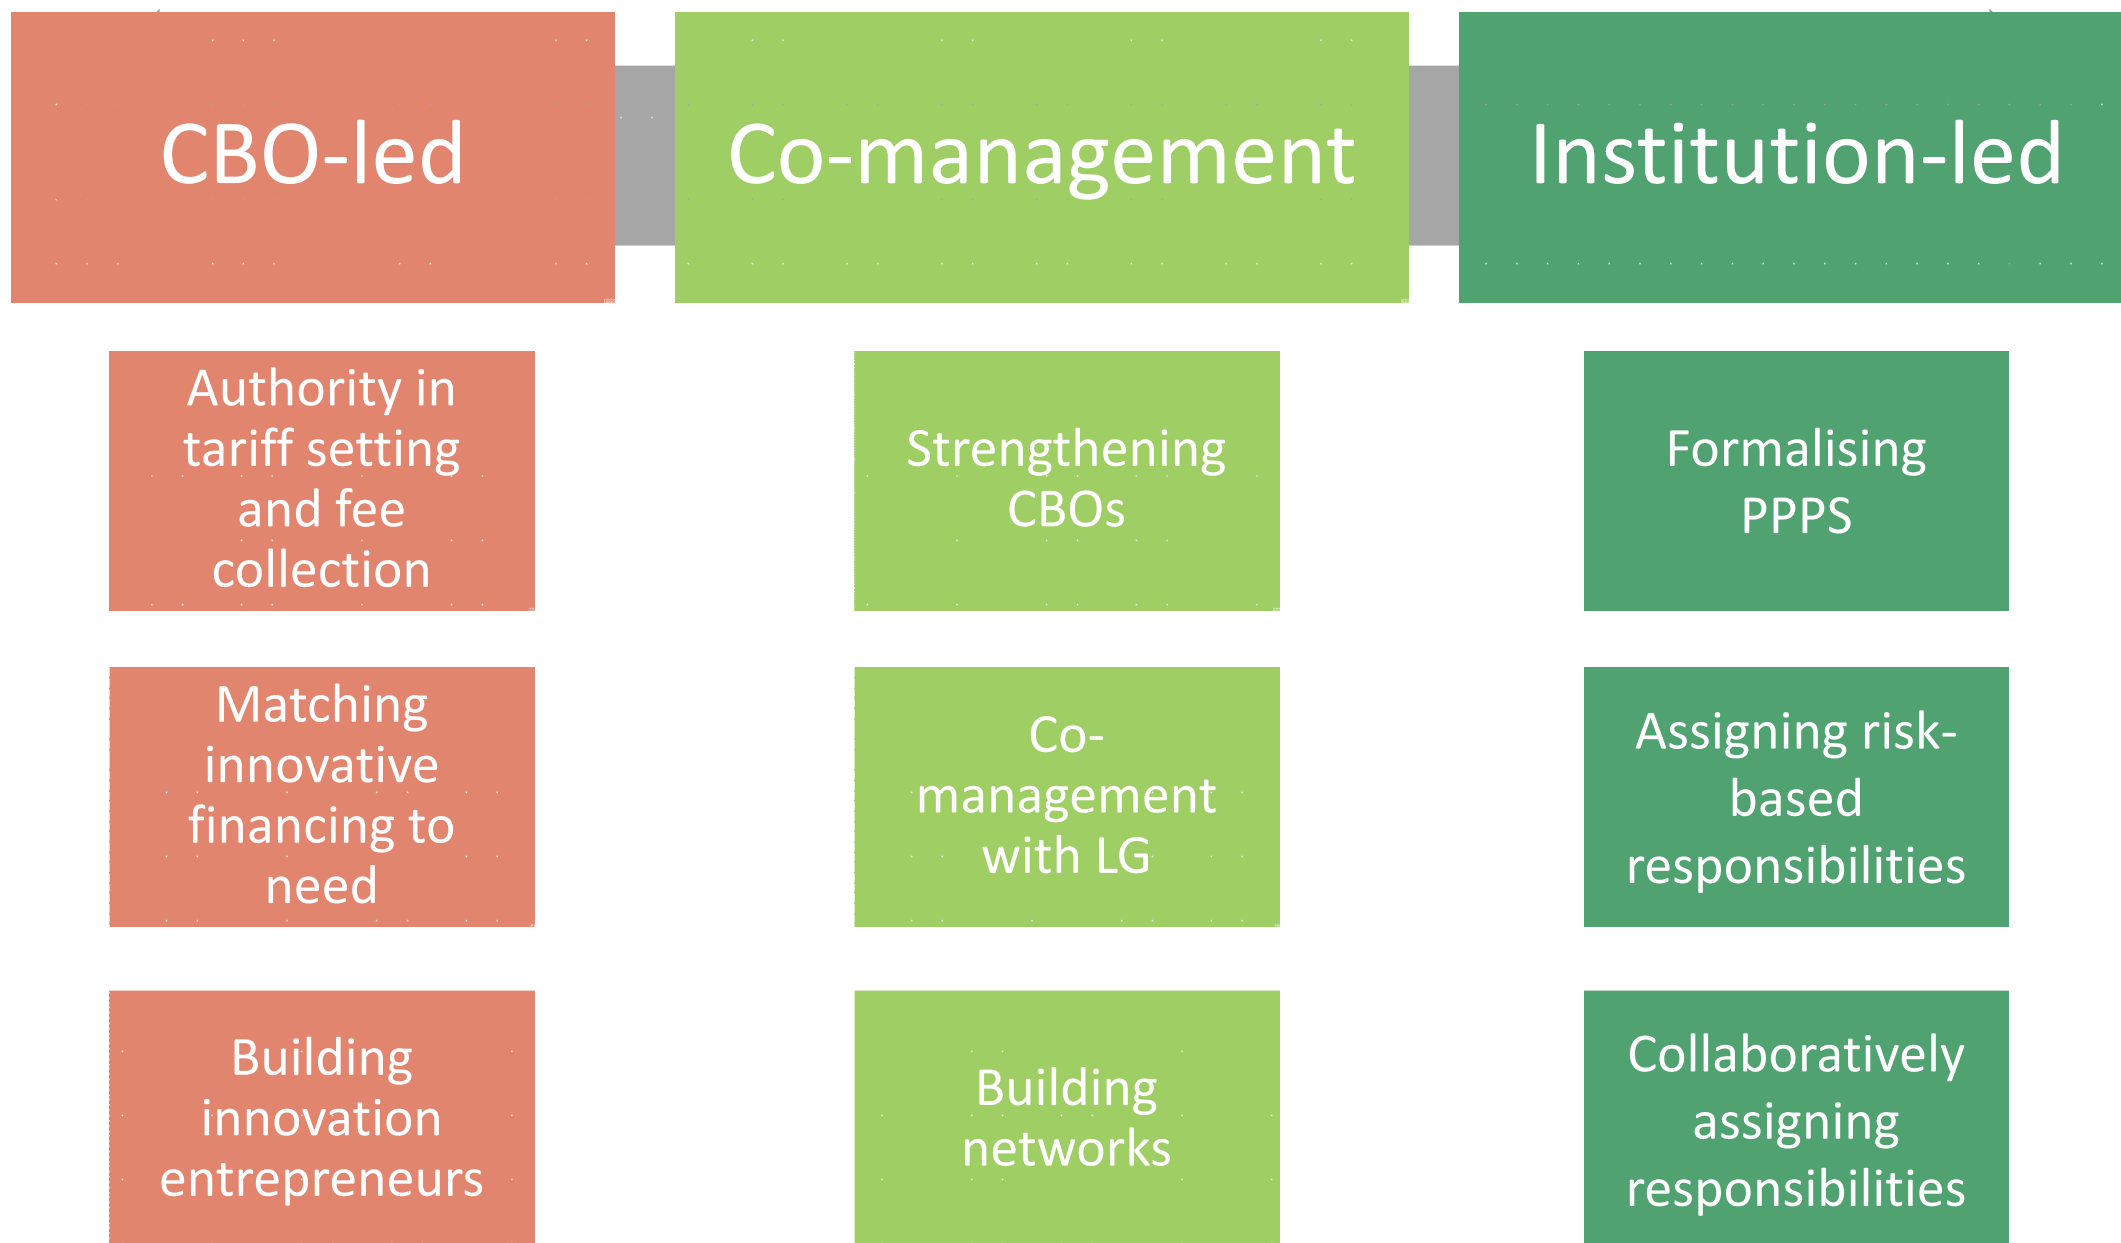 CBO-led
Co-management
Institution-led
Authority in
tariff setting
and fee
collection
Strengthening
CBOs
Formalising
PPPS
Matching
innovative
financing to
need
Co-
management
with LG
Assigning risk-
based
responsibilities
Building
innovation
entrepreneurs
Building
networks
Collaboratively
assigning
responsibilities